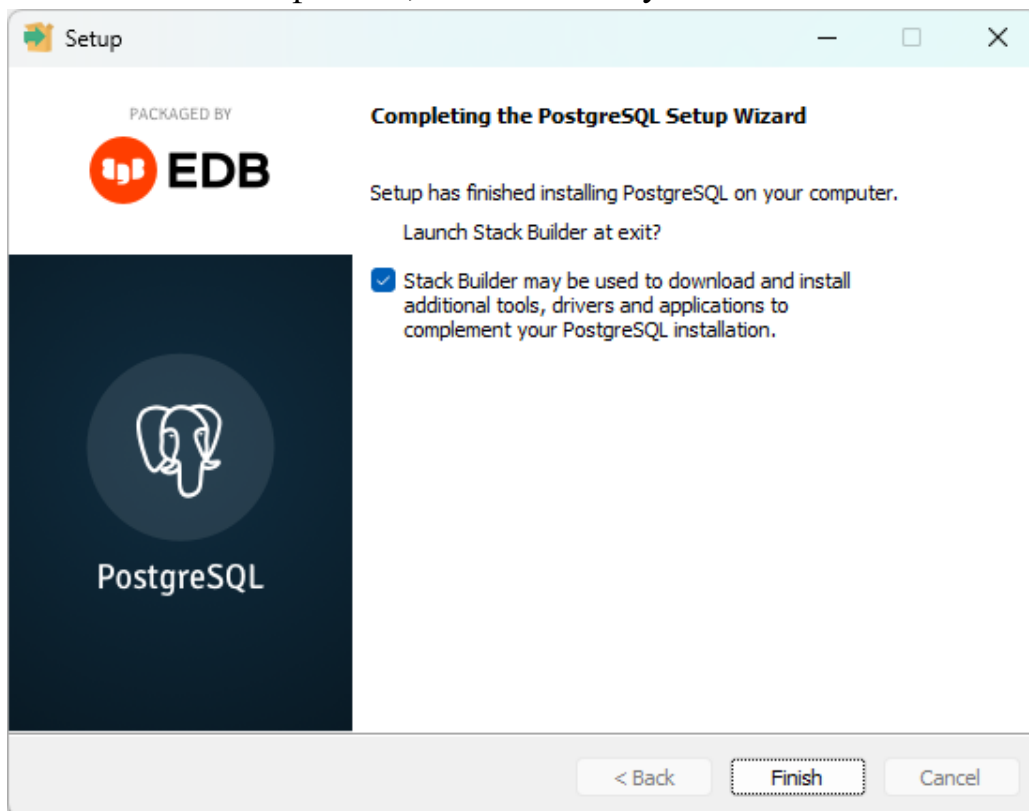 Setup
PACKAGED BY
EDB
Completing the PostgreSQL Setup Wizard
Setup has finished installing PostgreSQL on your computer.
Launch Stack Builder at exit?
Stack Builder may be used to download and install
additional tools, drivers and applications to
complement your PostgreSQL installation.
PostgreSQL
< Back
Finish
Cancel